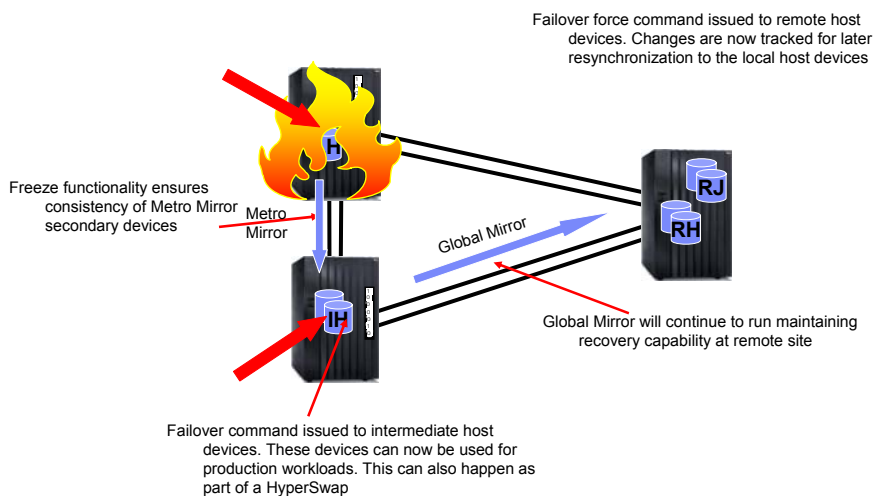 Failover force command issued to remote host
devices. Changes are now tracked for later
resynchronization to the local host devices
H
Freeze functionality ensures
consistency of Metro Mirror
secondary devices
Metro
Mirror
Global Mirror
RJ
RH
IH
Global Mirror will continue to run maintaining
recovery capability at remote site
Failover command issued to intermediate host
devices. These devices can now be used for
production workloads. This can also happen as
part of a HyperSwap